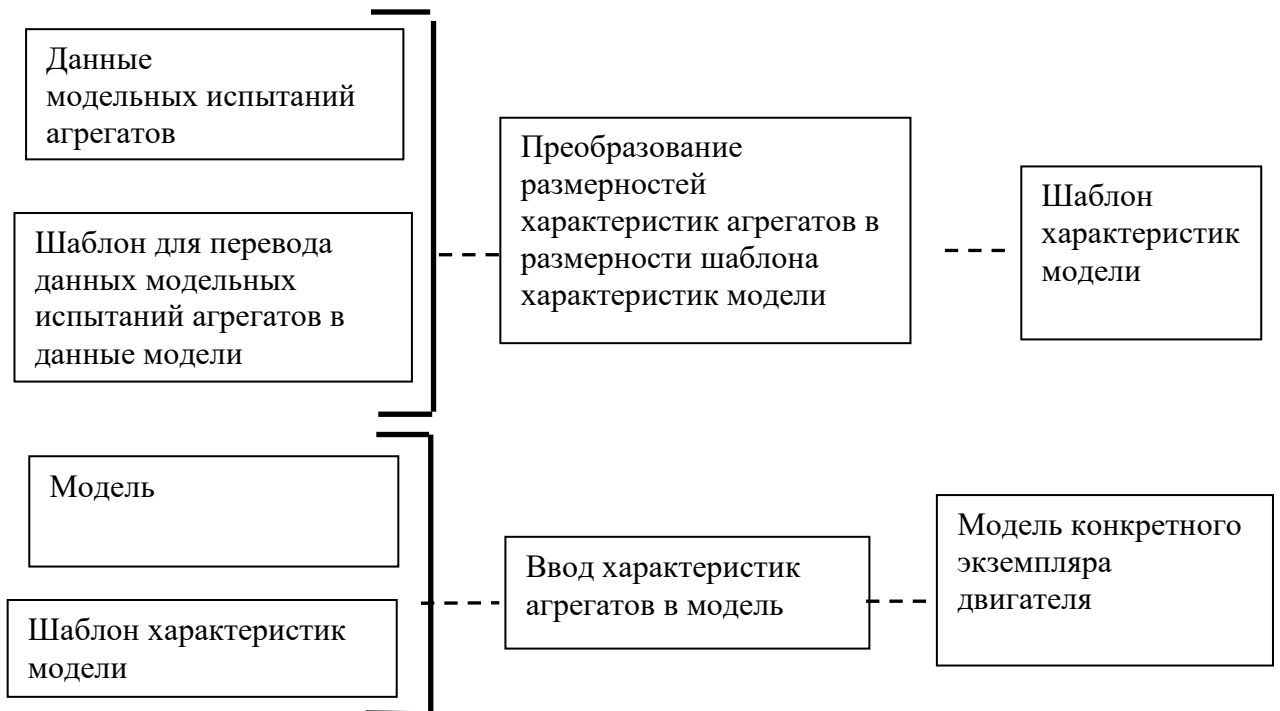 Данные
модельных испытаний
агрегатов
Шаблон для перевода
данных модельных
испытаний агрегатов в
данные модели
Преобразование
размерностей
характеристик агрегатов в
размерности шаблона
характеристик модели
Шаблон
характеристик
модели
Модель
Шаблон характеристик
модели
Ввод характеристик
агрегатов в модель
Модель конкретного
экземпляра
двигателя